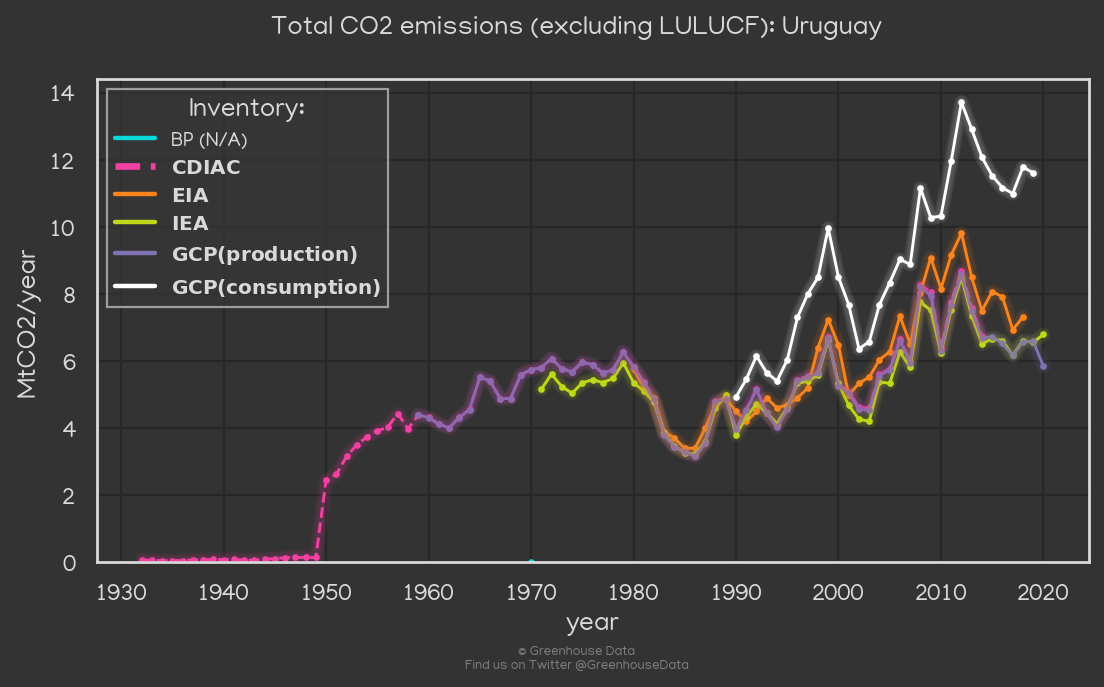 Total CO2 emissions (excluding LULUCF): Uruguay
Inventory:
BP (N/A)
CDIAC
EIA
IEA
GCP(production)
GCP(consumption)
MtCO2/year
14
12
10
8
6
4
2
0
1930 1940 1950 1960 1970 1980 1990 2000 2010 2020
year
© Greenhouse Data
Find us on Twitter @GreenhouseData